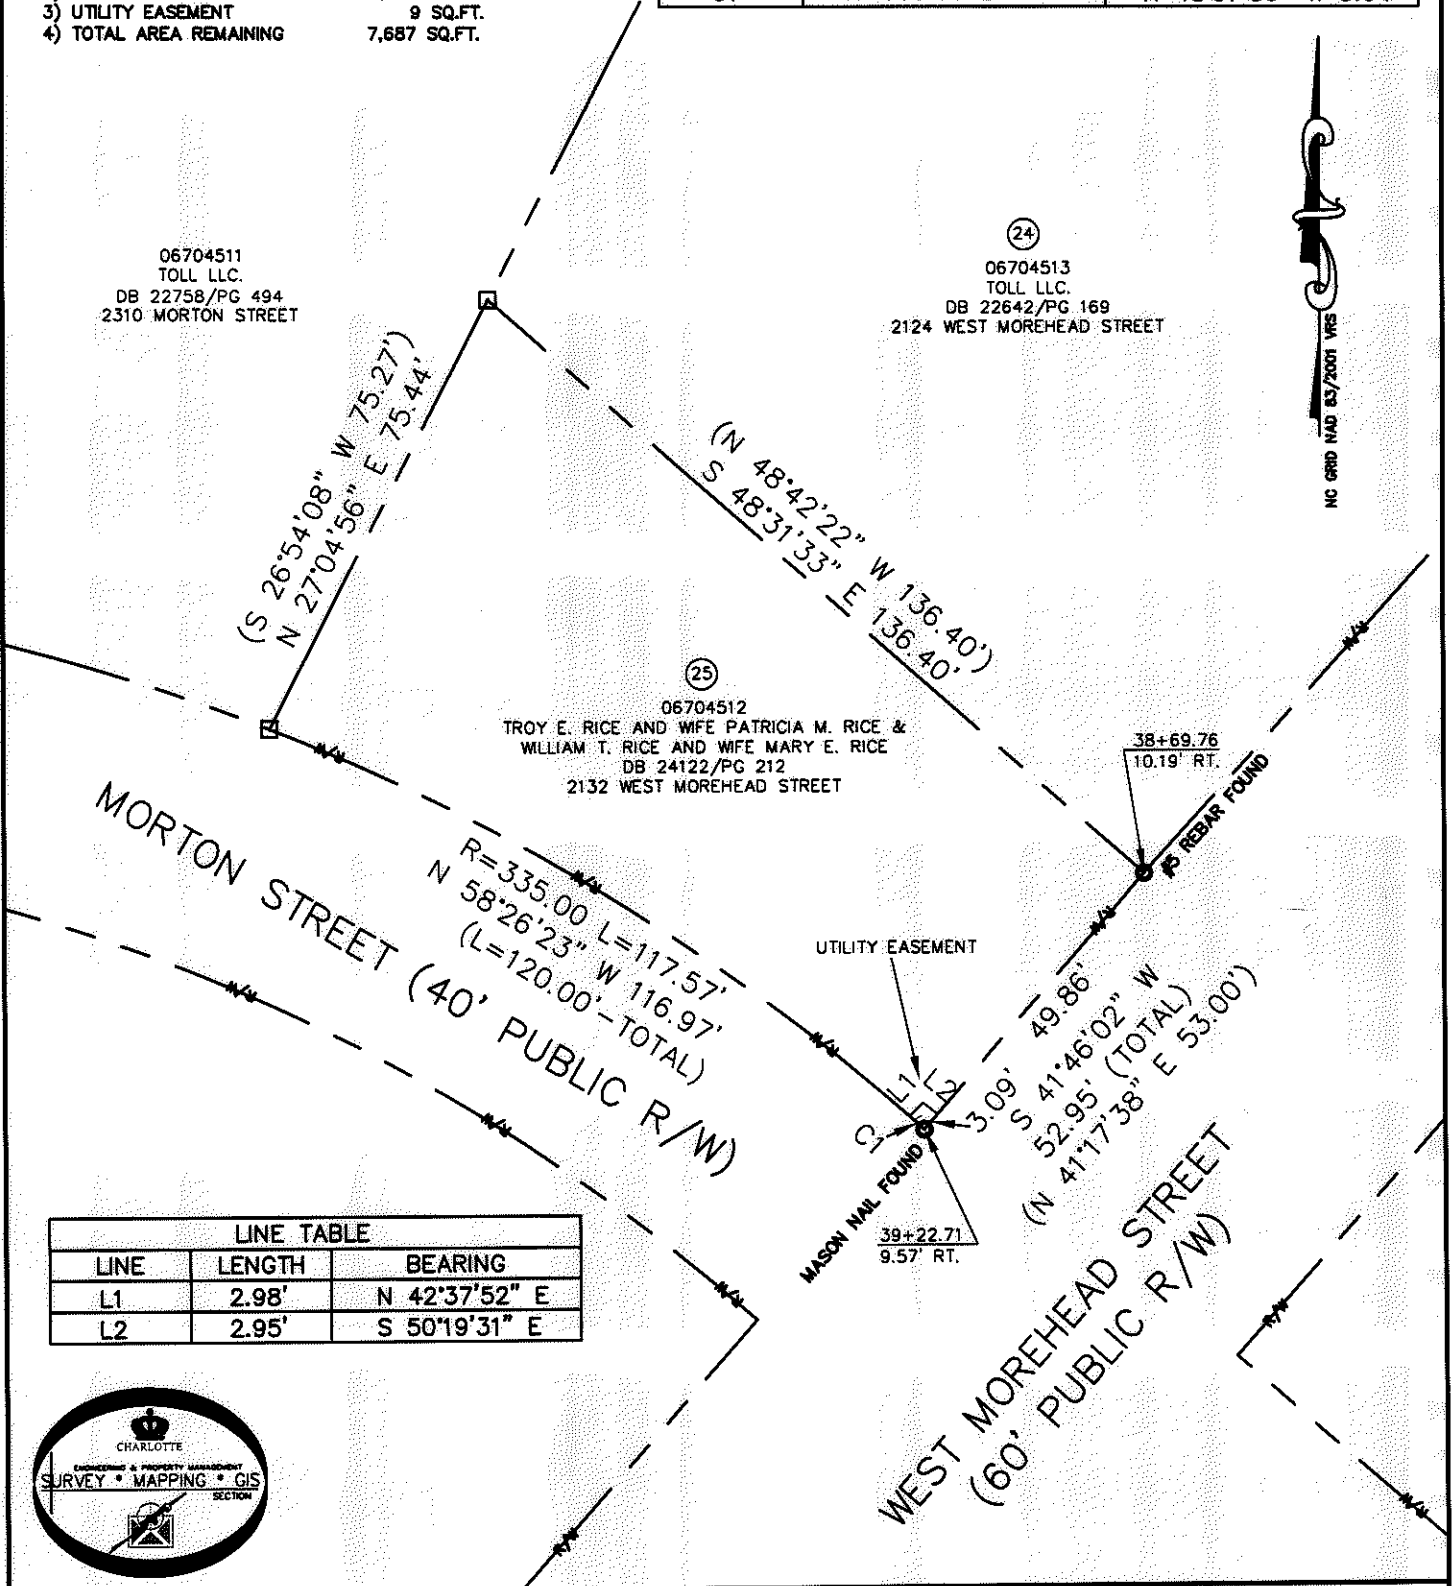 3) UTILITY EASEMENT 9 SQ.FT.
4) TOTAL AREA REMAINING 7,687 SQ.FT.
06704511
TOLL LLC.
DB 22758/PG 494
2310 MORTON STREET
24
06704513
TOLL LLC.
DB 22642/PG 169
2124 WEST MOREHEAD STREET
NC GRID NAD 83/2001 VRS
(S 26°54'08" W 75.27')
N 27°04'56" E 75.44'
(N 48°42'22" W 136.40')
S 48°31'33" E 136.40'
25
06704512
TROY E. RICE AND WIFE PATRICIA M. RICE &
WILLIAM T. RICE AND WIFE MARY E. RICE
DB 24122/PG 212
2132 WEST MOREHEAD STREET
38+69.76
10.19' RT.
#5 REBAR FOUND
R/W
R/W
R/W
R/W
R/W
MORTON STREET (40' PUBLIC R/W)
R=335.00 L=117.57'
N 58°26'23" W 116.97'
(L=120.00'-TOTAL)
R/W
R/W
R/W
UTILITY EASEMENT
L1
L2
C1
49.86'
3.09'
S 41°46'02" W
52.95' (TOTAL)
(N 41°17'38" E 53.00')
MASON NAIL FOUND
39+22.71
9.57' RT.
WEST MOREHEAD STREET
(60' PUBLIC R/W)
R/W
R/W
R/W
LINE TABLE
LINE LENGTH BEARING
L1 2.98' N 42°37'52" E
L2 2.95' S 50°19'31" E
CHARLOTTE
ENGINEERING & PROPERTY MANAGEMENT
SURVEY * MAPPING * GIS
SECTION